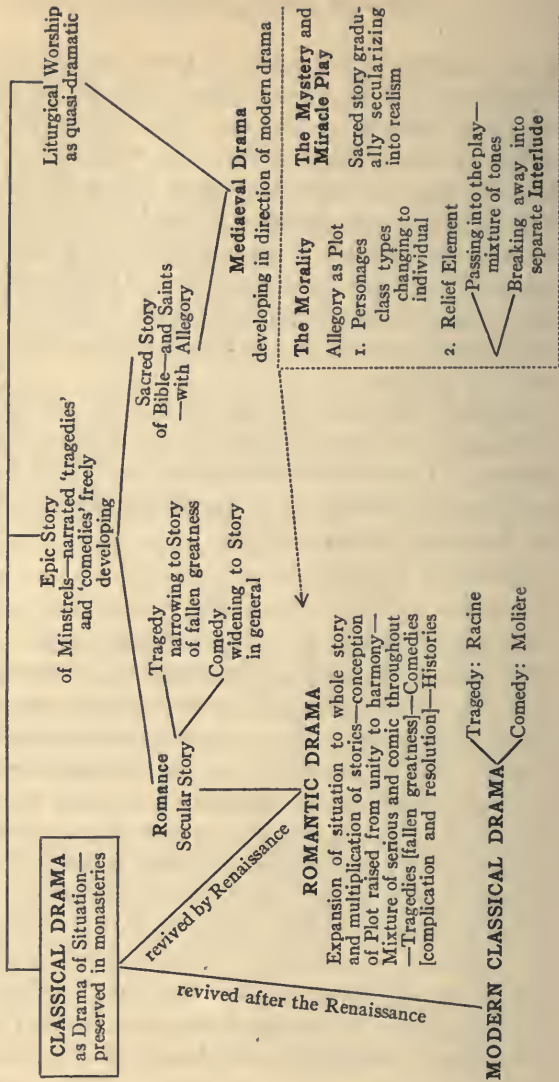 CLASSICAL DRAMA
as Drama of Situation—
preserved in monasteries
Epic Story
of Minstrels—narrated 'tragedies'
and 'comedies' freely
developing
Liturgical Worship
as quasi-dramatic
Romance
Secular Story
Tragedy
narrowing to Story
of fallen greatness
Comedy
widening to Story
in general
Sacred Story
of Bible—and Saints
—with Allegory
Mediaeval Drama
developing in direction of modern drama
The Morality
Allegory as Plot
1. Personages
class types
changing to
individual
2. Relief Element
Passing into the play—
mixture of tones
Breaking away into
separate Interlude
The Mystery and
Miracle Play
Sacred story gradu-
ally secularizing
into realism
revived by Renaissance
ROMANTIC DRAMA
Expansion of situation to whole story
and multiplication of stories—conception
of Plot raised from unity to harmony—
Mixture of serious and comic throughout
—Tragedies [fallen greatness]—Comedies
[complication and resolution]—Histories
revived after the Renaissance
MODERN CLASSICAL DRAMA
Tragedy: Racine
Comedy: Molière